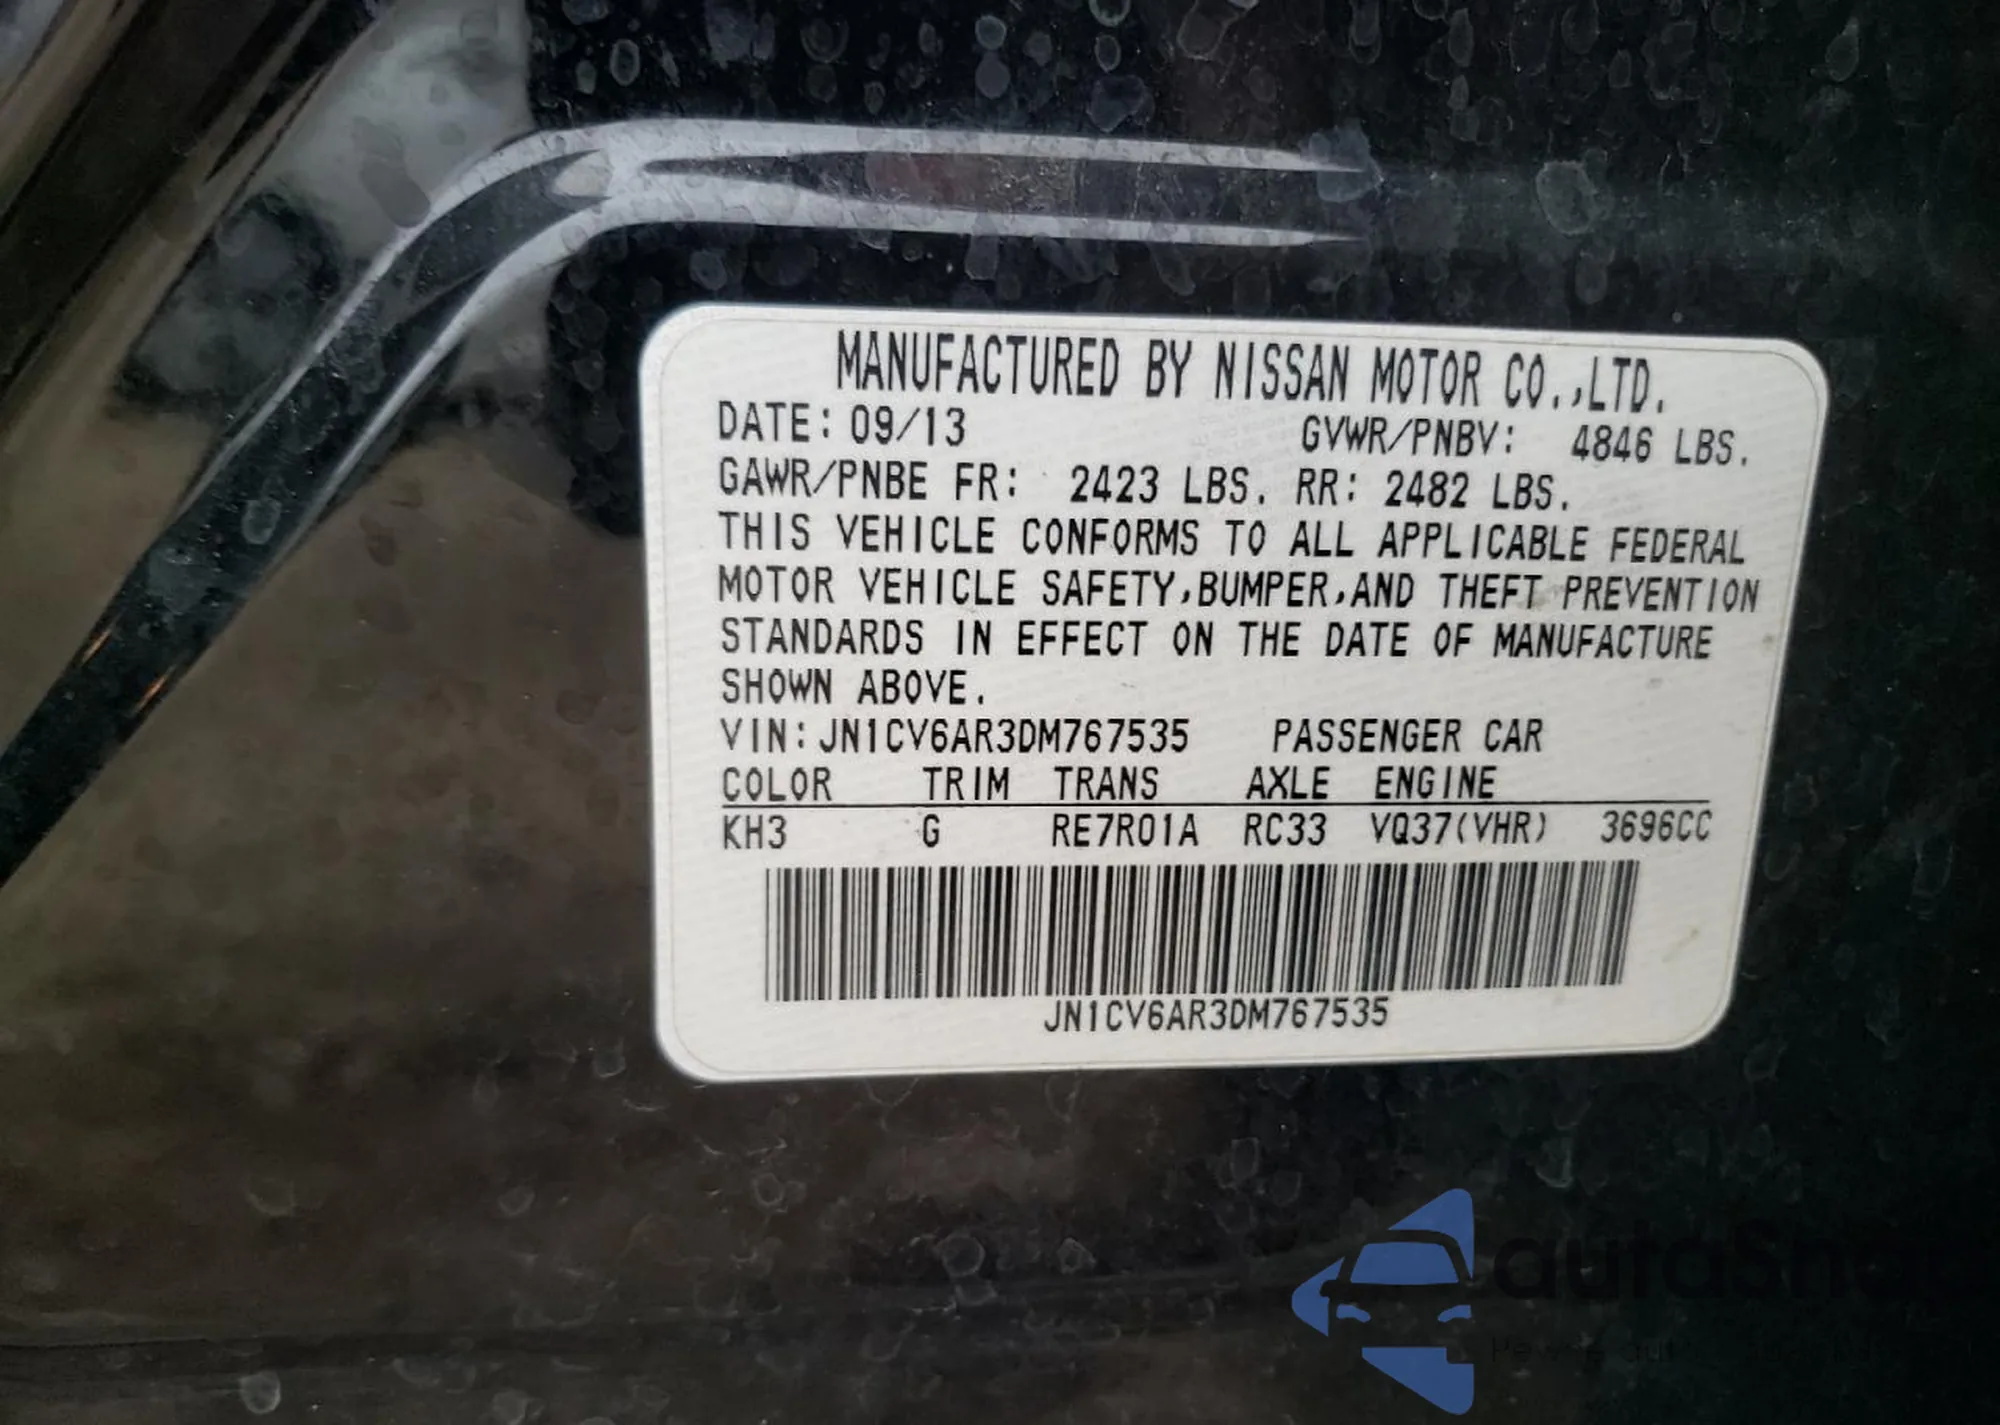 MANUFACTURED BY NISSAN MOTOR CO.,LTD.
DATE: 09/13 GVWR/PNBV: 4846 LBS.
GAWR/PNBE FR: 2423 LBS. RR: 2482 LBS.
THIS VEHICLE CONFORMS TO ALL APPLICABLE FEDERAL
MOTOR VEHICLE SAFETY,BUMPER,AND THEFT PREVENTION
STANDARDS IN EFFECT ON THE DATE OF MANUFACTURE
SHOWN ABOVE.
VIN:JN1CV6AR3DM767535 PASSENGER CAR
COLOR TRIM TRANS AXLE ENGINE
KH3 G RE7R01A RC33 VQ37(VHR) 3696CC
JN1CV6AR3DM767535